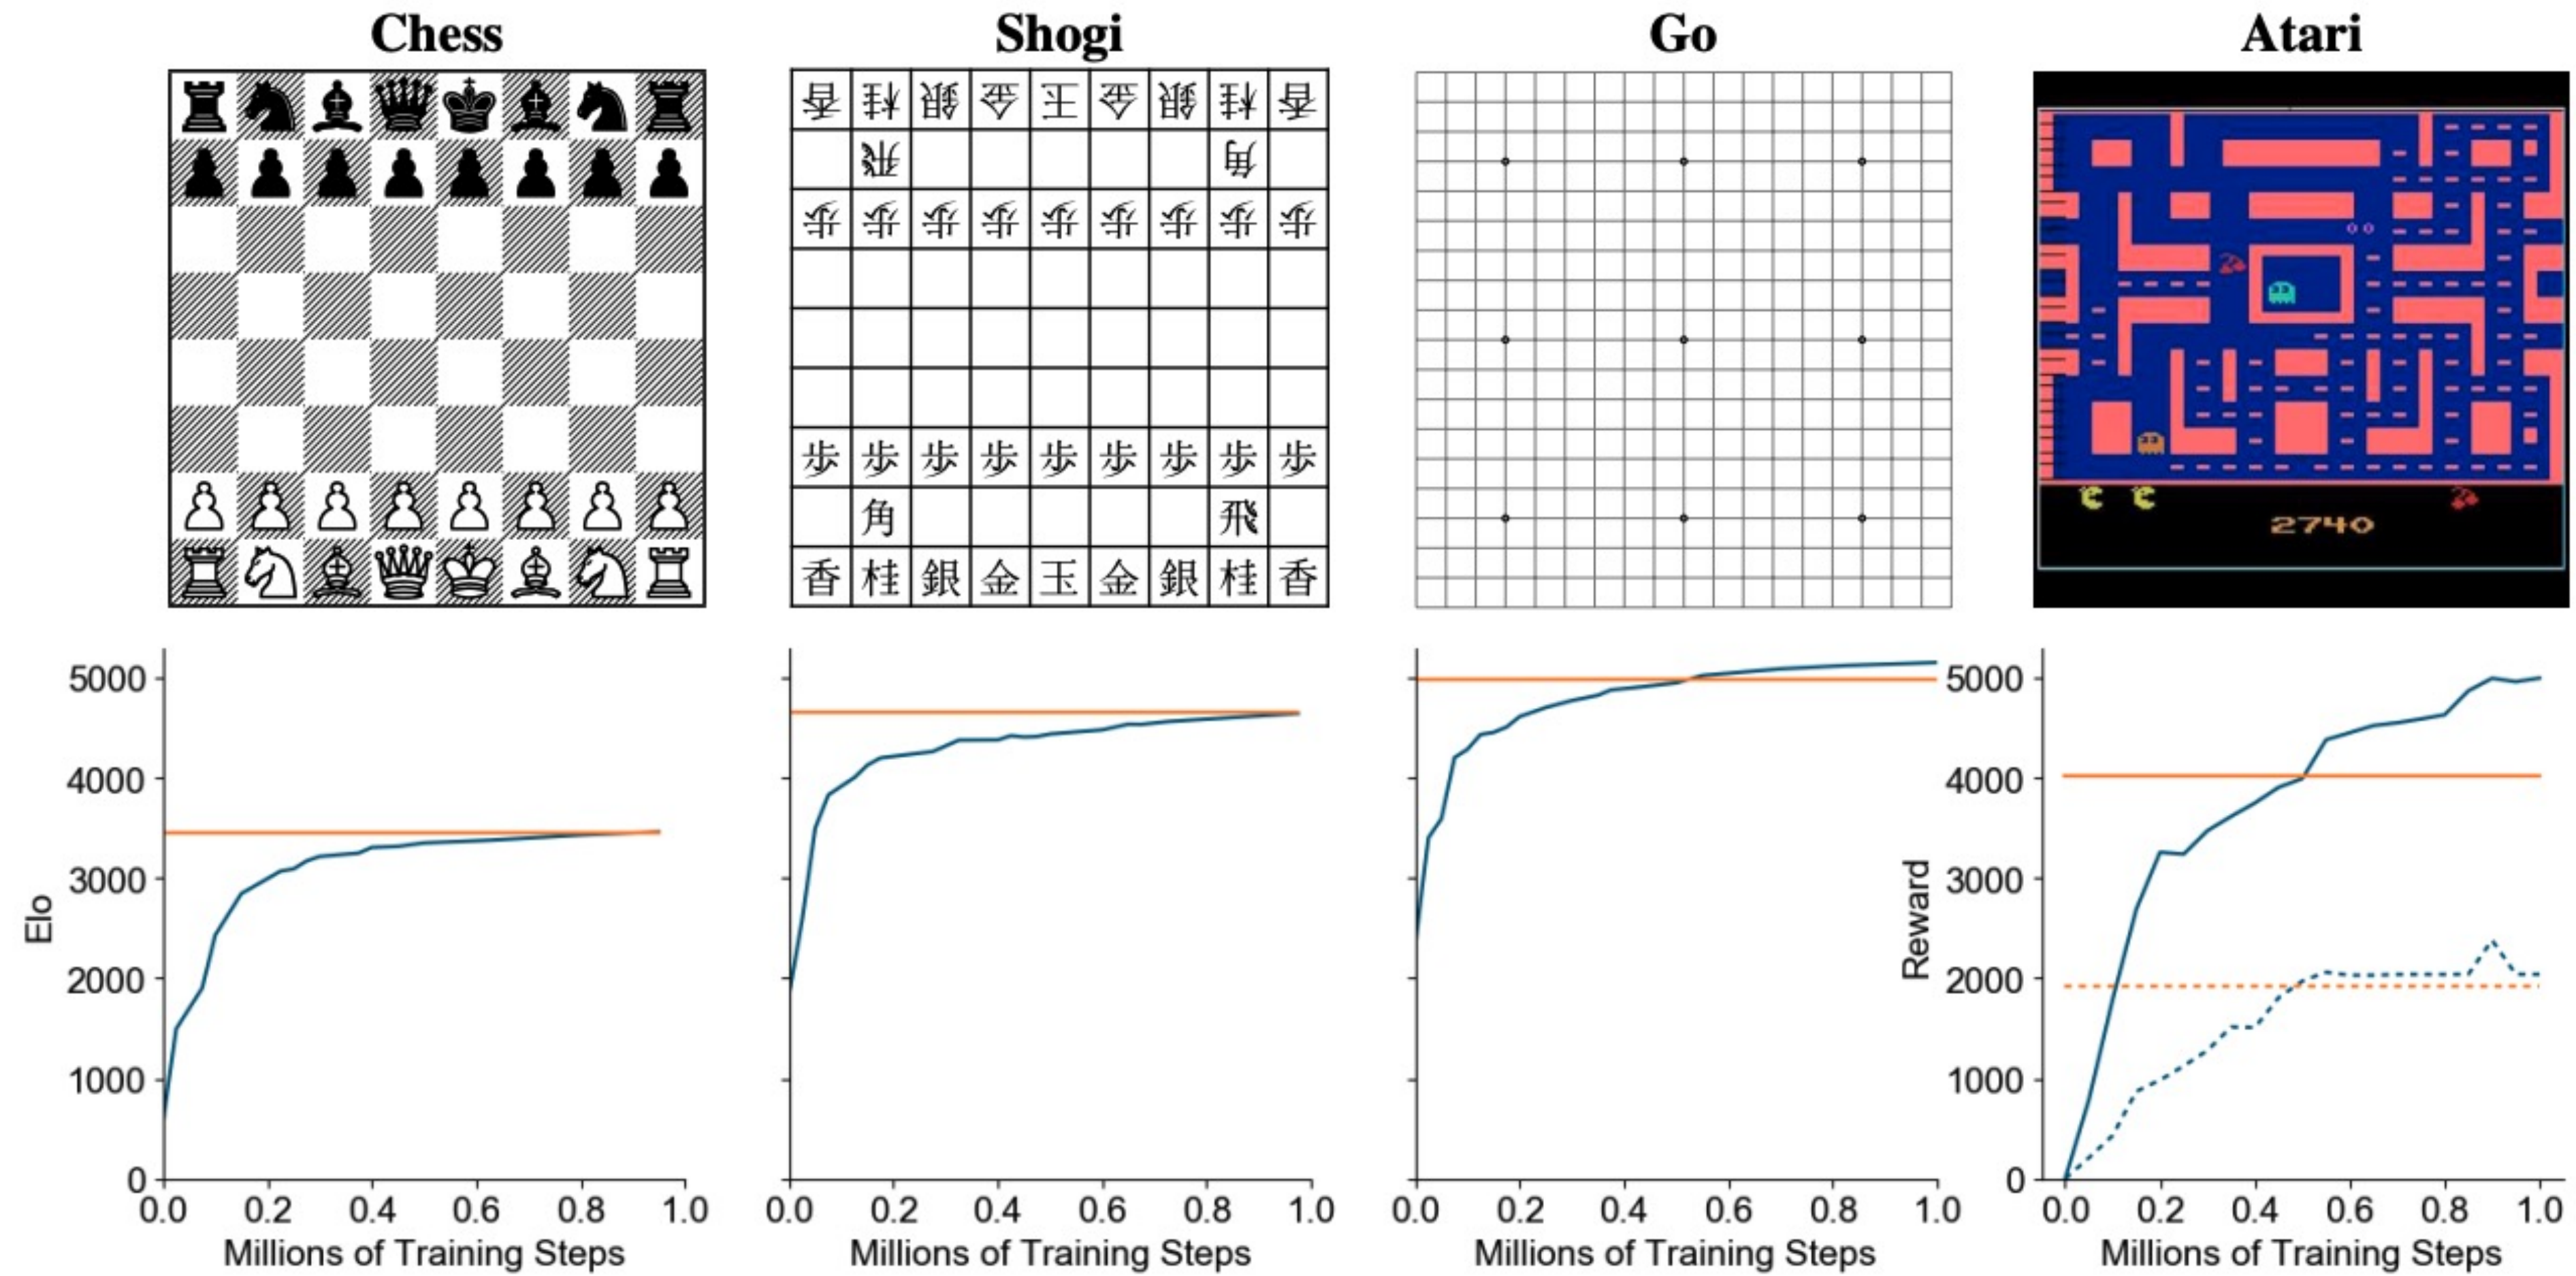 Chess Shogi Go Atari
香 桂 銀 金 王 金 銀 桂 香
飛 角
歩 歩 歩 歩 歩 歩 歩 歩 歩
歩 歩 歩 歩 歩 歩 歩 歩 歩
角 飛
香 桂 銀 金 玉 金 銀 桂 香
2740
Elo
5000
4000
3000
2000
1000
0
0.0 0.2 0.4 0.6 0.8 1.0
Millions of Training Steps
0.0 0.2 0.4 0.6 0.8 1.0
Millions of Training Steps
0.0 0.2 0.4 0.6 0.8 1.0
Millions of Training Steps
Reward
5000
4000
3000
2000
1000
0
0.0 0.2 0.4 0.6 0.8 1.0
Millions of Training Steps